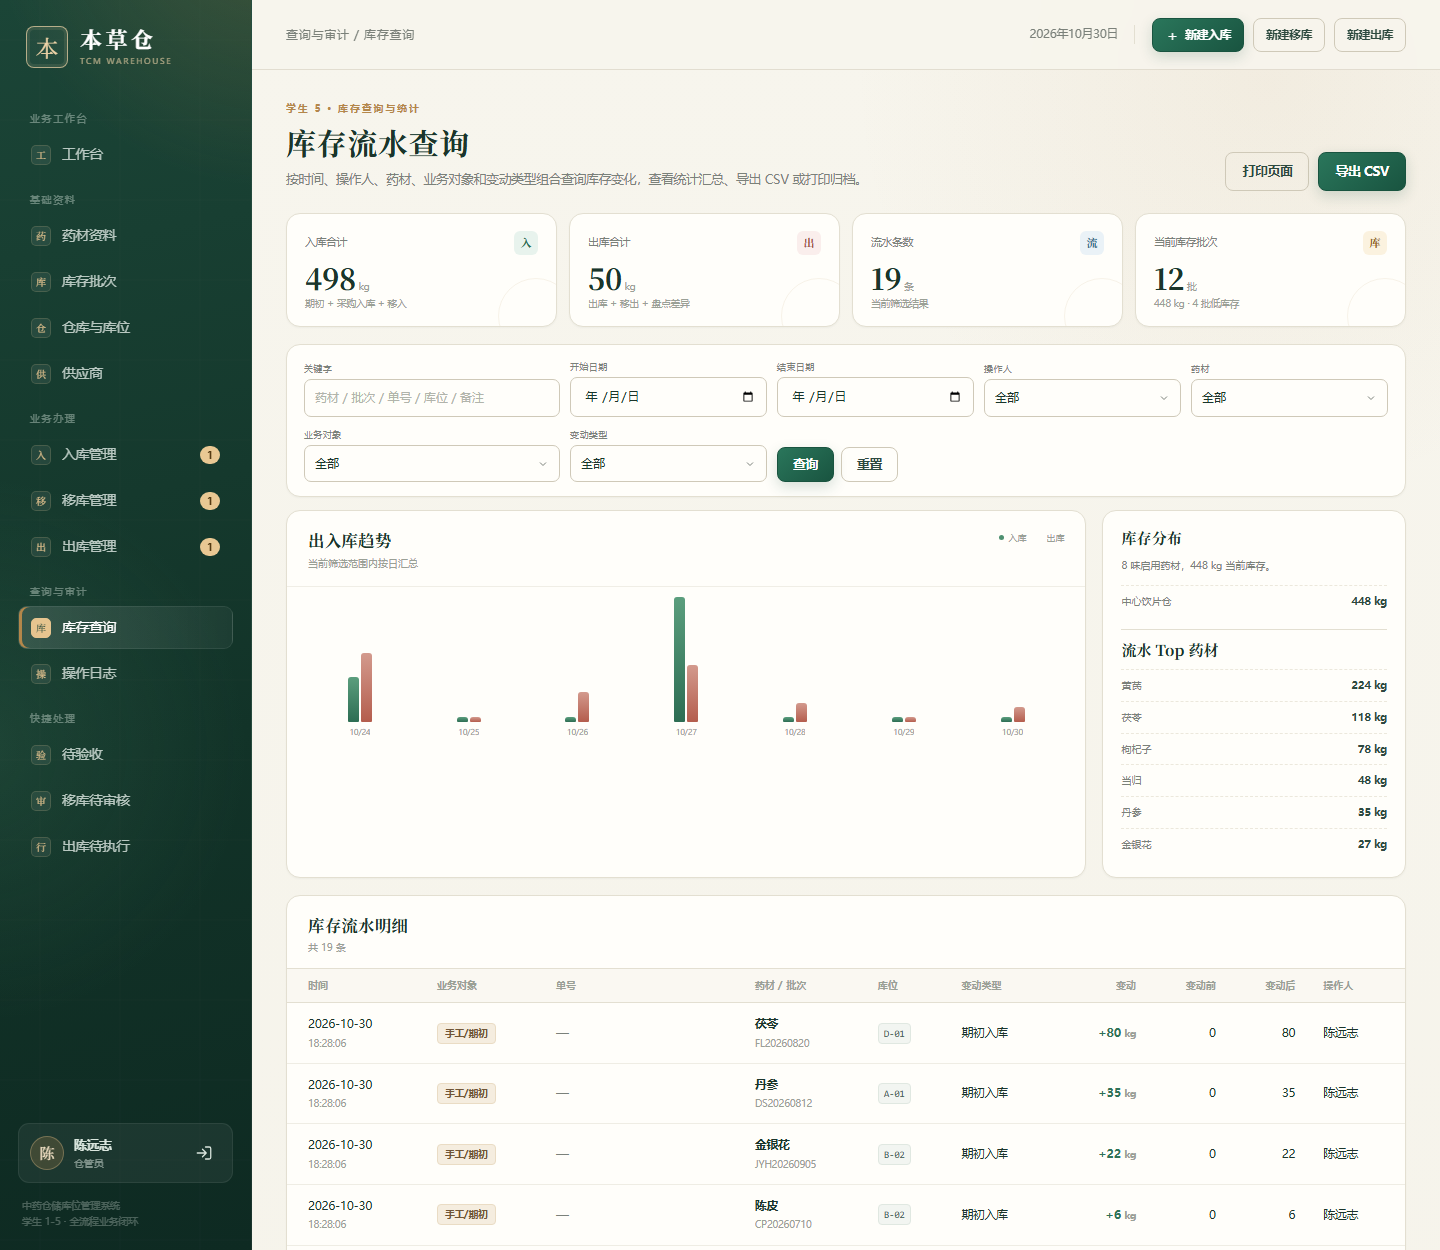 本
本草仓
TCM WAREHOUSE
业务工作台
工 工作台
基础资料
药 药材资料
库 库存批次
仓 仓库与库位
供 供应商
业务办理
入 入库管理 1
移 移库管理 1
出 出库管理 1
查询与审计
库 库存查询
操 操作日志
快捷处理
验 待验收
审 移库待审核
行 出库待执行
陈 陈远志
仓管员
中药仓储库位管理系统
学生 1-5 · 全流程业务闭环
查询与审计 / 库存查询
2026年10月30日
+ 新建入库
新建移库
新建出库
学生 5 • 库存查询与统计
库存流水查询
按时间、操作人、药材、业务对象和变动类型组合查询库存变化，查看统计汇总、导出 CSV 或打印归档。
打印页面
导出 CSV
入库合计 入
498 kg
期初 + 采购入库 + 移入
出库合计 出
50 kg
出库 + 移出 + 盘点差异
流水条数 流
19 条
当前筛选结果
当前库存批次 库
12 批
448 kg · 4 批低库存
关键字 开始日期 结束日期 操作人 药材
药材 / 批次 / 单号 / 库位 / 备注 年 /月/日 年 /月/日 全部 全部
业务对象 变动类型
全部 全部 查询 重置
出入库趋势
当前筛选范围内按日汇总
入库 出库
10/24 10/25 10/26 10/27 10/28 10/29 10/30
库存分布
8 味启用药材，448 kg 当前库存。
中心饮片仓 448 kg
流水 Top 药材
黄芪 224 kg
茯苓 118 kg
枸杞子 78 kg
当归 48 kg
丹参 35 kg
金银花 27 kg
库存流水明细
共 19 条
时间 业务对象 单号 药材 / 批次 库位 变动类型 变动 变动前 变动后 操作人
2026-10-30 手工/期初 — 茯苓 D-01 期初入库 +80 kg 0 80 陈远志
18:28:06 FL20260820
2026-10-30 手工/期初 — 丹参 A-01 期初入库 +35 kg 0 35 陈远志
18:28:06 DS20260812
2026-10-30 手工/期初 — 金银花 B-02 期初入库 +22 kg 0 22 陈远志
18:28:06 JYH20260905
2026-10-30 手工/期初 — 陈皮 B-02 期初入库 +6 kg 0 6 陈远志
18:28:06 CP20260710